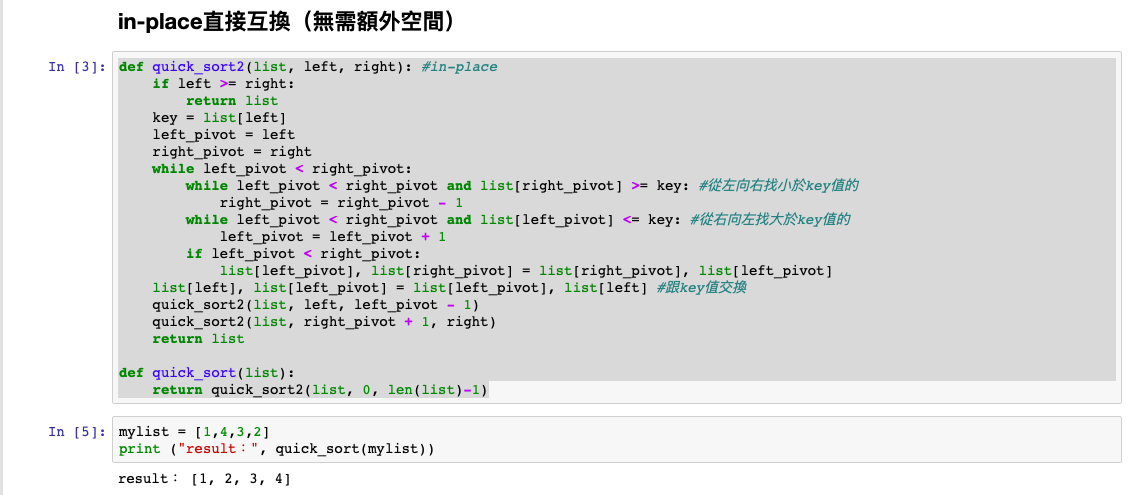 in-place直接互換（無需額外空間）
In [3]: def quick_sort2(list, left, right): #in-place
    if left >= right:
        return list
    key = list[left]
    left_pivot = left
    right_pivot = right
    while left_pivot < right_pivot:
        while left_pivot < right_pivot and list[right_pivot] >= key: #從左向右找小於key值的
            right_pivot = right_pivot - 1
        while left_pivot < right_pivot and list[left_pivot] <= key: #從右向左找大於key值的
            left_pivot = left_pivot + 1
        if left_pivot < right_pivot:
            list[left_pivot], list[right_pivot] = list[right_pivot], list[left_pivot]
    list[left], list[left_pivot] = list[left_pivot], list[left] #跟key值交換
    quick_sort2(list, left, left_pivot - 1)
    quick_sort2(list, right_pivot + 1, right)
    return list
def quick_sort(list):
    return quick_sort2(list, 0, len(list)-1)
In [5]: mylist = [1,4,3,2]
print ("result：", quick_sort(mylist))
result： [1, 2, 3, 4]